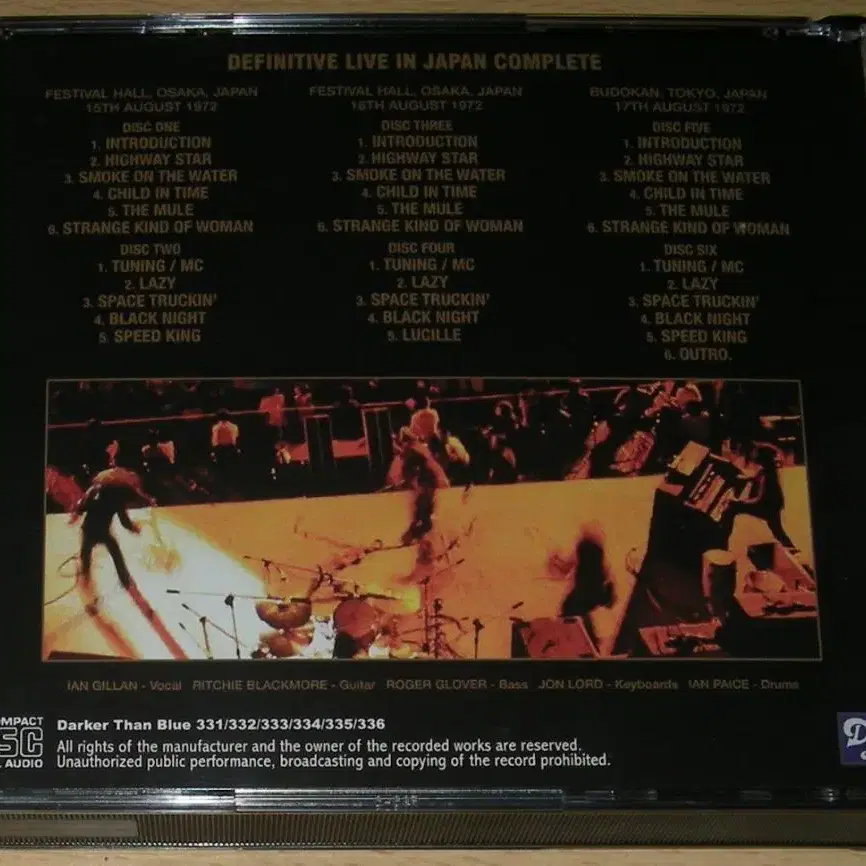 DEFINITIVE LIVE IN JAPAN COMPLETE
FESTIVAL HALL, OSAKA, JAPAN
15TH AUGUST 1972
DISC ONE
1. INTRODUCTION
2. HIGHWAY STAR
3. SMOKE ON THE WATER
4. CHILD IN TIME
5. THE MULE
6. STRANGE KIND OF WOMAN
DISC TWO
1. TUNING / MC
2. LAZY
3. SPACE TRUCKIN'
4. BLACK NIGHT
5. SPEED KING
FESTIVAL HALL, OSAKA, JAPAN
16TH AUGUST 1972
DISC THREE
1. INTRODUCTION
2. HIGHWAY STAR
3. SMOKE ON THE WATER
4. CHILD IN TIME
5. THE MULE
6. STRANGE KIND OF WOMAN
DISC FOUR
1. TUNING / MC
2. LAZY
3. SPACE TRUCKIN'
4. BLACK NIGHT
5. LUCILLE
BUDOKAN, TOKYO, JAPAN
17TH AUGUST 1972
DISC FIVE
1. INTRODUCTION
2. HIGHWAY STAR
3. SMOKE ON THE WATER
4. CHILD IN TIME
5. THE MULE
6. STRANGE KIND OF WOMAN
DISC SIX
1. TUNING / MC
2. LAZY
3. SPACE TRUCKIN'
4. BLACK NIGHT
5. SPEED KING
6. OUTRO.
IAN GILLAN - Vocal RITCHIE BLACKMORE - Guitar ROGER GLOVER - Bass JON LORD - Keyboards IAN PAICE - Drums
Darker Than Blue 331/332/333/334/335/336
All rights of the manufacturer and the owner of the recorded works are reserved.
Unauthorized public performance, broadcasting and copying of the record prohibited.
AUDIO